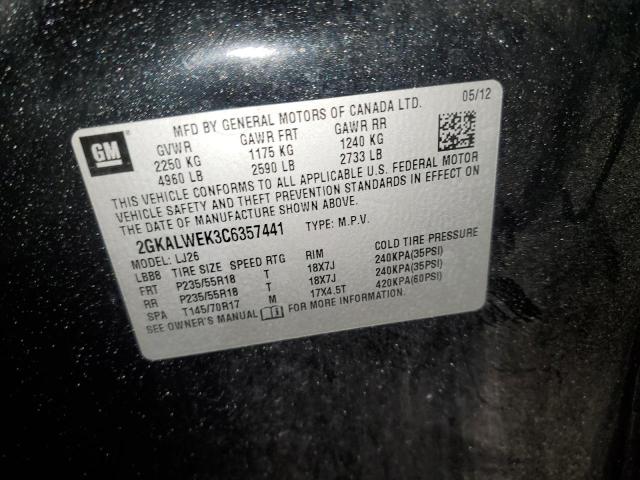 GM
MFD BY GENERAL MOTORS OF CANADA LTD. 05/12
GVWR GAWR FRT GAWR RR
2250 KG 1175 KG 1240 KG
4960 LB 2590 LB 2733 LB
THIS VEHICLE CONFORMS TO ALL APPLICABLE U.S. FEDERAL MOTOR
VEHICLE SAFETY AND THEFT PREVENTION STANDARDS IN EFFECT ON
THE DATE OF MANUFACTURE SHOWN ABOVE.
2GKALWEK3C6357441 TYPE: M.P.V.
MODEL: LJ26
LBB8 TIRE SIZE SPEED RTG RIM COLD TIRE PRESSURE
FRT P235/55R18 T 18X7J 240KPA(35PSI)
RR P235/55R18 T 18X7J 240KPA(35PSI)
SPA T145/70R17 M 17X4.5T 420KPA(60PSI)
SEE OWNER'S MANUAL FOR MORE INFORMATION.